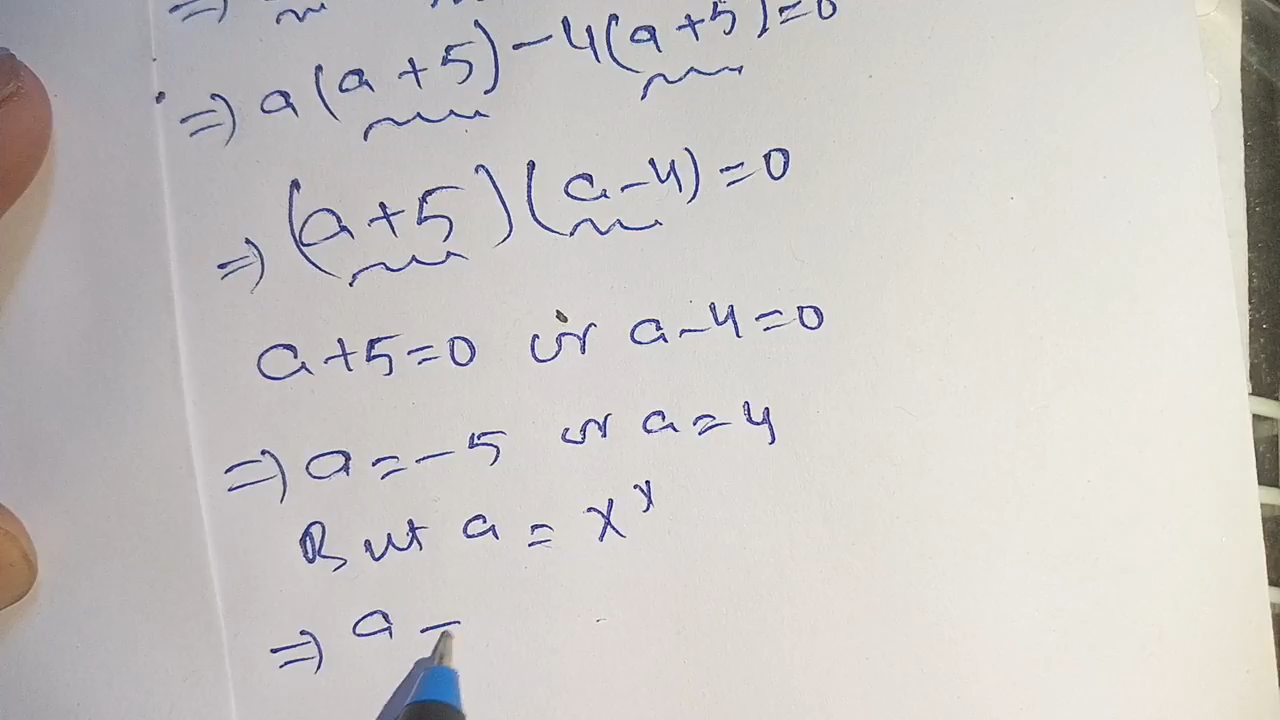 ⇒ a(a+5)-4(a+5)=0
⇒ (a+5)(a-4)=0
a+5=0 or a-4=0
⇒ a=-5 or a=4
But a = x^x
⇒ a -